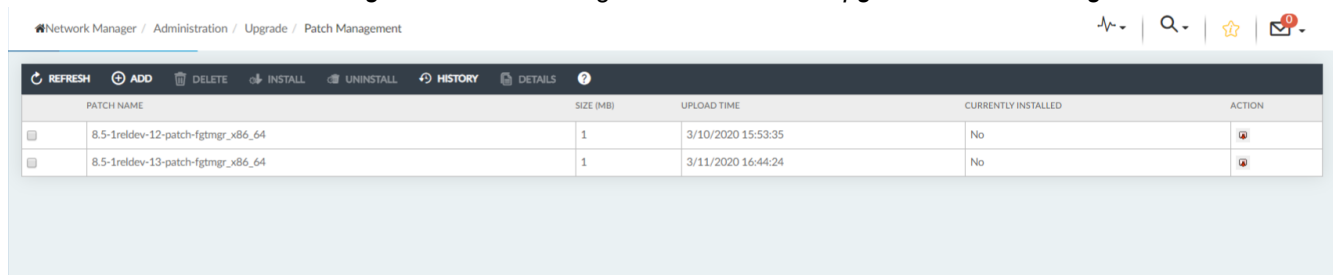 Network Manager / Administration / Upgrade / Patch Management
0
REFRESH ADD DELETE INSTALL UNINSTALL HISTORY DETAILS ?
PATCH NAME SIZE (MB) UPLOAD TIME CURRENTLY INSTALLED ACTION
8.5-1reldev-12-patch-fgtmgr_x86_64 1 3/10/2020 15:53:35 No
8.5-1reldev-13-patch-fgtmgr_x86_64 1 3/11/2020 16:44:24 No